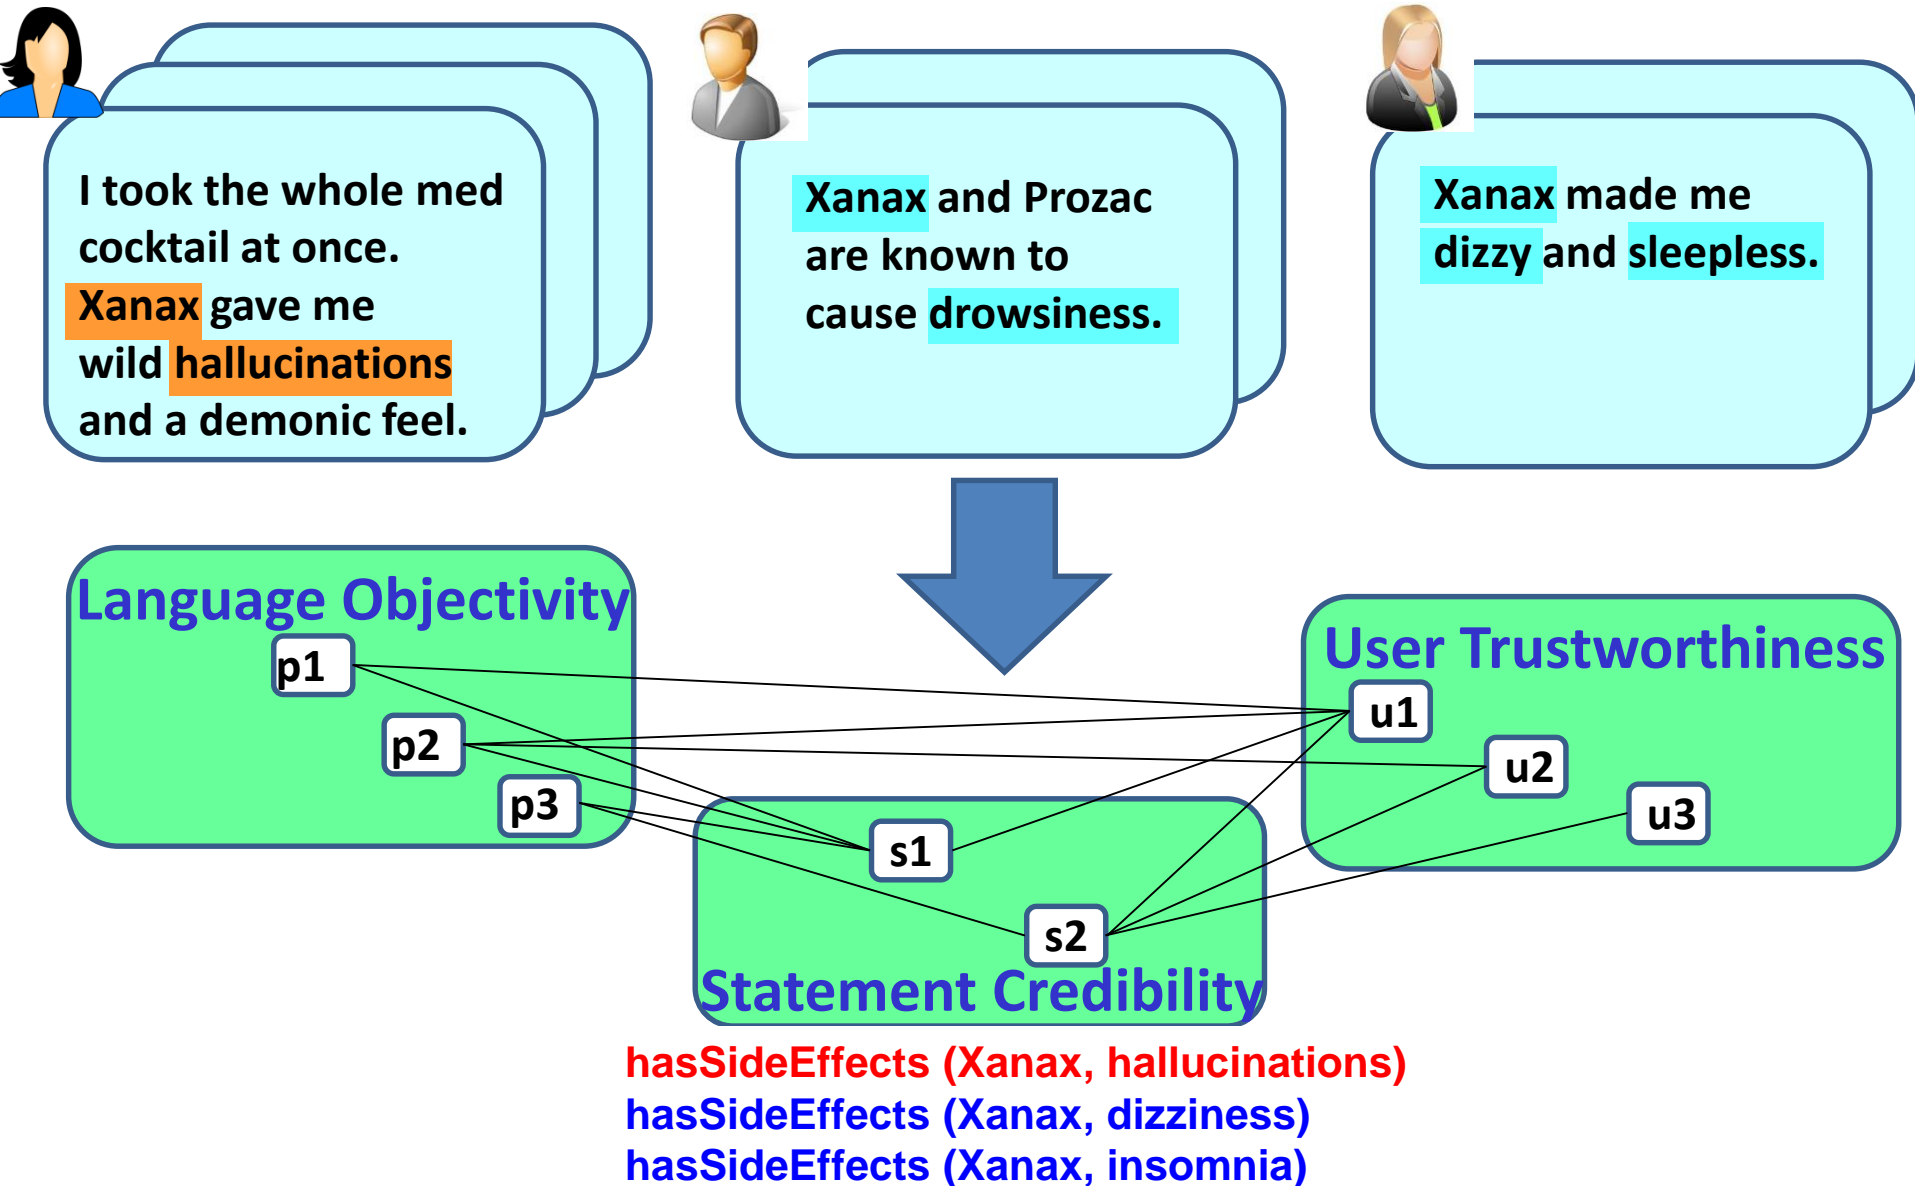 I took the whole med
cocktail at once.
Xanax gave me
wild hallucinations
and a demonic feel.
Xanax and Prozac
are known to
cause drowsiness.
Xanax made me
dizzy and sleepless.
Language Objectivity
p1
p2
p3
User Trustworthiness
u1
u2
u3
s1
s2
Statement Credibility
hasSideEffects (Xanax, hallucinations)
hasSideEffects (Xanax, dizziness)
hasSideEffects (Xanax, insomnia)